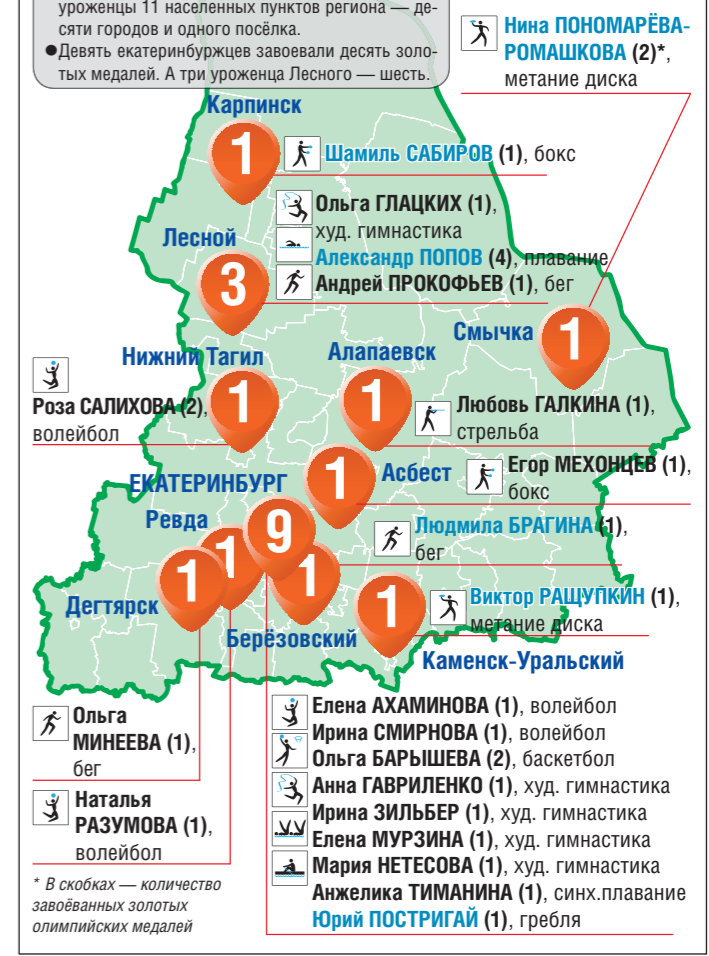 уроженцы 11 населенных пунктов региона — де-
сяти городов и одного посёлка.
●Девять екатеринбуржцев завоевали десять золо-
тых медалей. А три уроженца Лесного — шесть.
Нина ПОНОМАРЁВА-
РОМАШКОВА (2)*,
метание диска
Карпинск
1
Шамиль САБИРОВ (1), бокс
Ольга ГЛАЦКИХ (1),
худ. гимнастика
Александр ПОПОВ (4), плавание
Андрей ПРОКОФЬЕВ (1), бег
Лесной
3
Смычка
1
Нижний Тагил
1
Роза САЛИХОВА (2),
волейбол
Алапаевск
1
Любовь ГАЛКИНА (1),
стрельба
Асбест
1
Егор МЕХОНЦЕВ (1),
бокс
ЕКАТЕРИНБУРГ
9
Ревда
1
Людмила БРАГИНА (1),
бег
Дегтярск
1
Берёзовский
1
Виктор РАЩУПКИН (1),
метание диска
1
Каменск-Уральский
Ольга
МИНЕЕВА (1),
бег
Наталья
РАЗУМОВА (1),
волейбол
Елена АХАМИНОВА (1), волейбол
Ирина СМИРНОВА (1), волейбол
Ольга БАРЫШЕВА (2), баскетбол
Анна ГАВРИЛЕНКО (1), худ. гимнастика
Ирина ЗИЛЬБЕР (1), худ. гимнастика
Елена МУРЗИНА (1), худ. гимнастика
Мария НЕТЕСОВА (1), худ. гимнастика
Анжелика ТИМАНИНА (1), синх.плавание
Юрий ПОСТРИГАЙ (1), гребля
* В скобках — количество
завоёванных золотых
олимпийских медалей